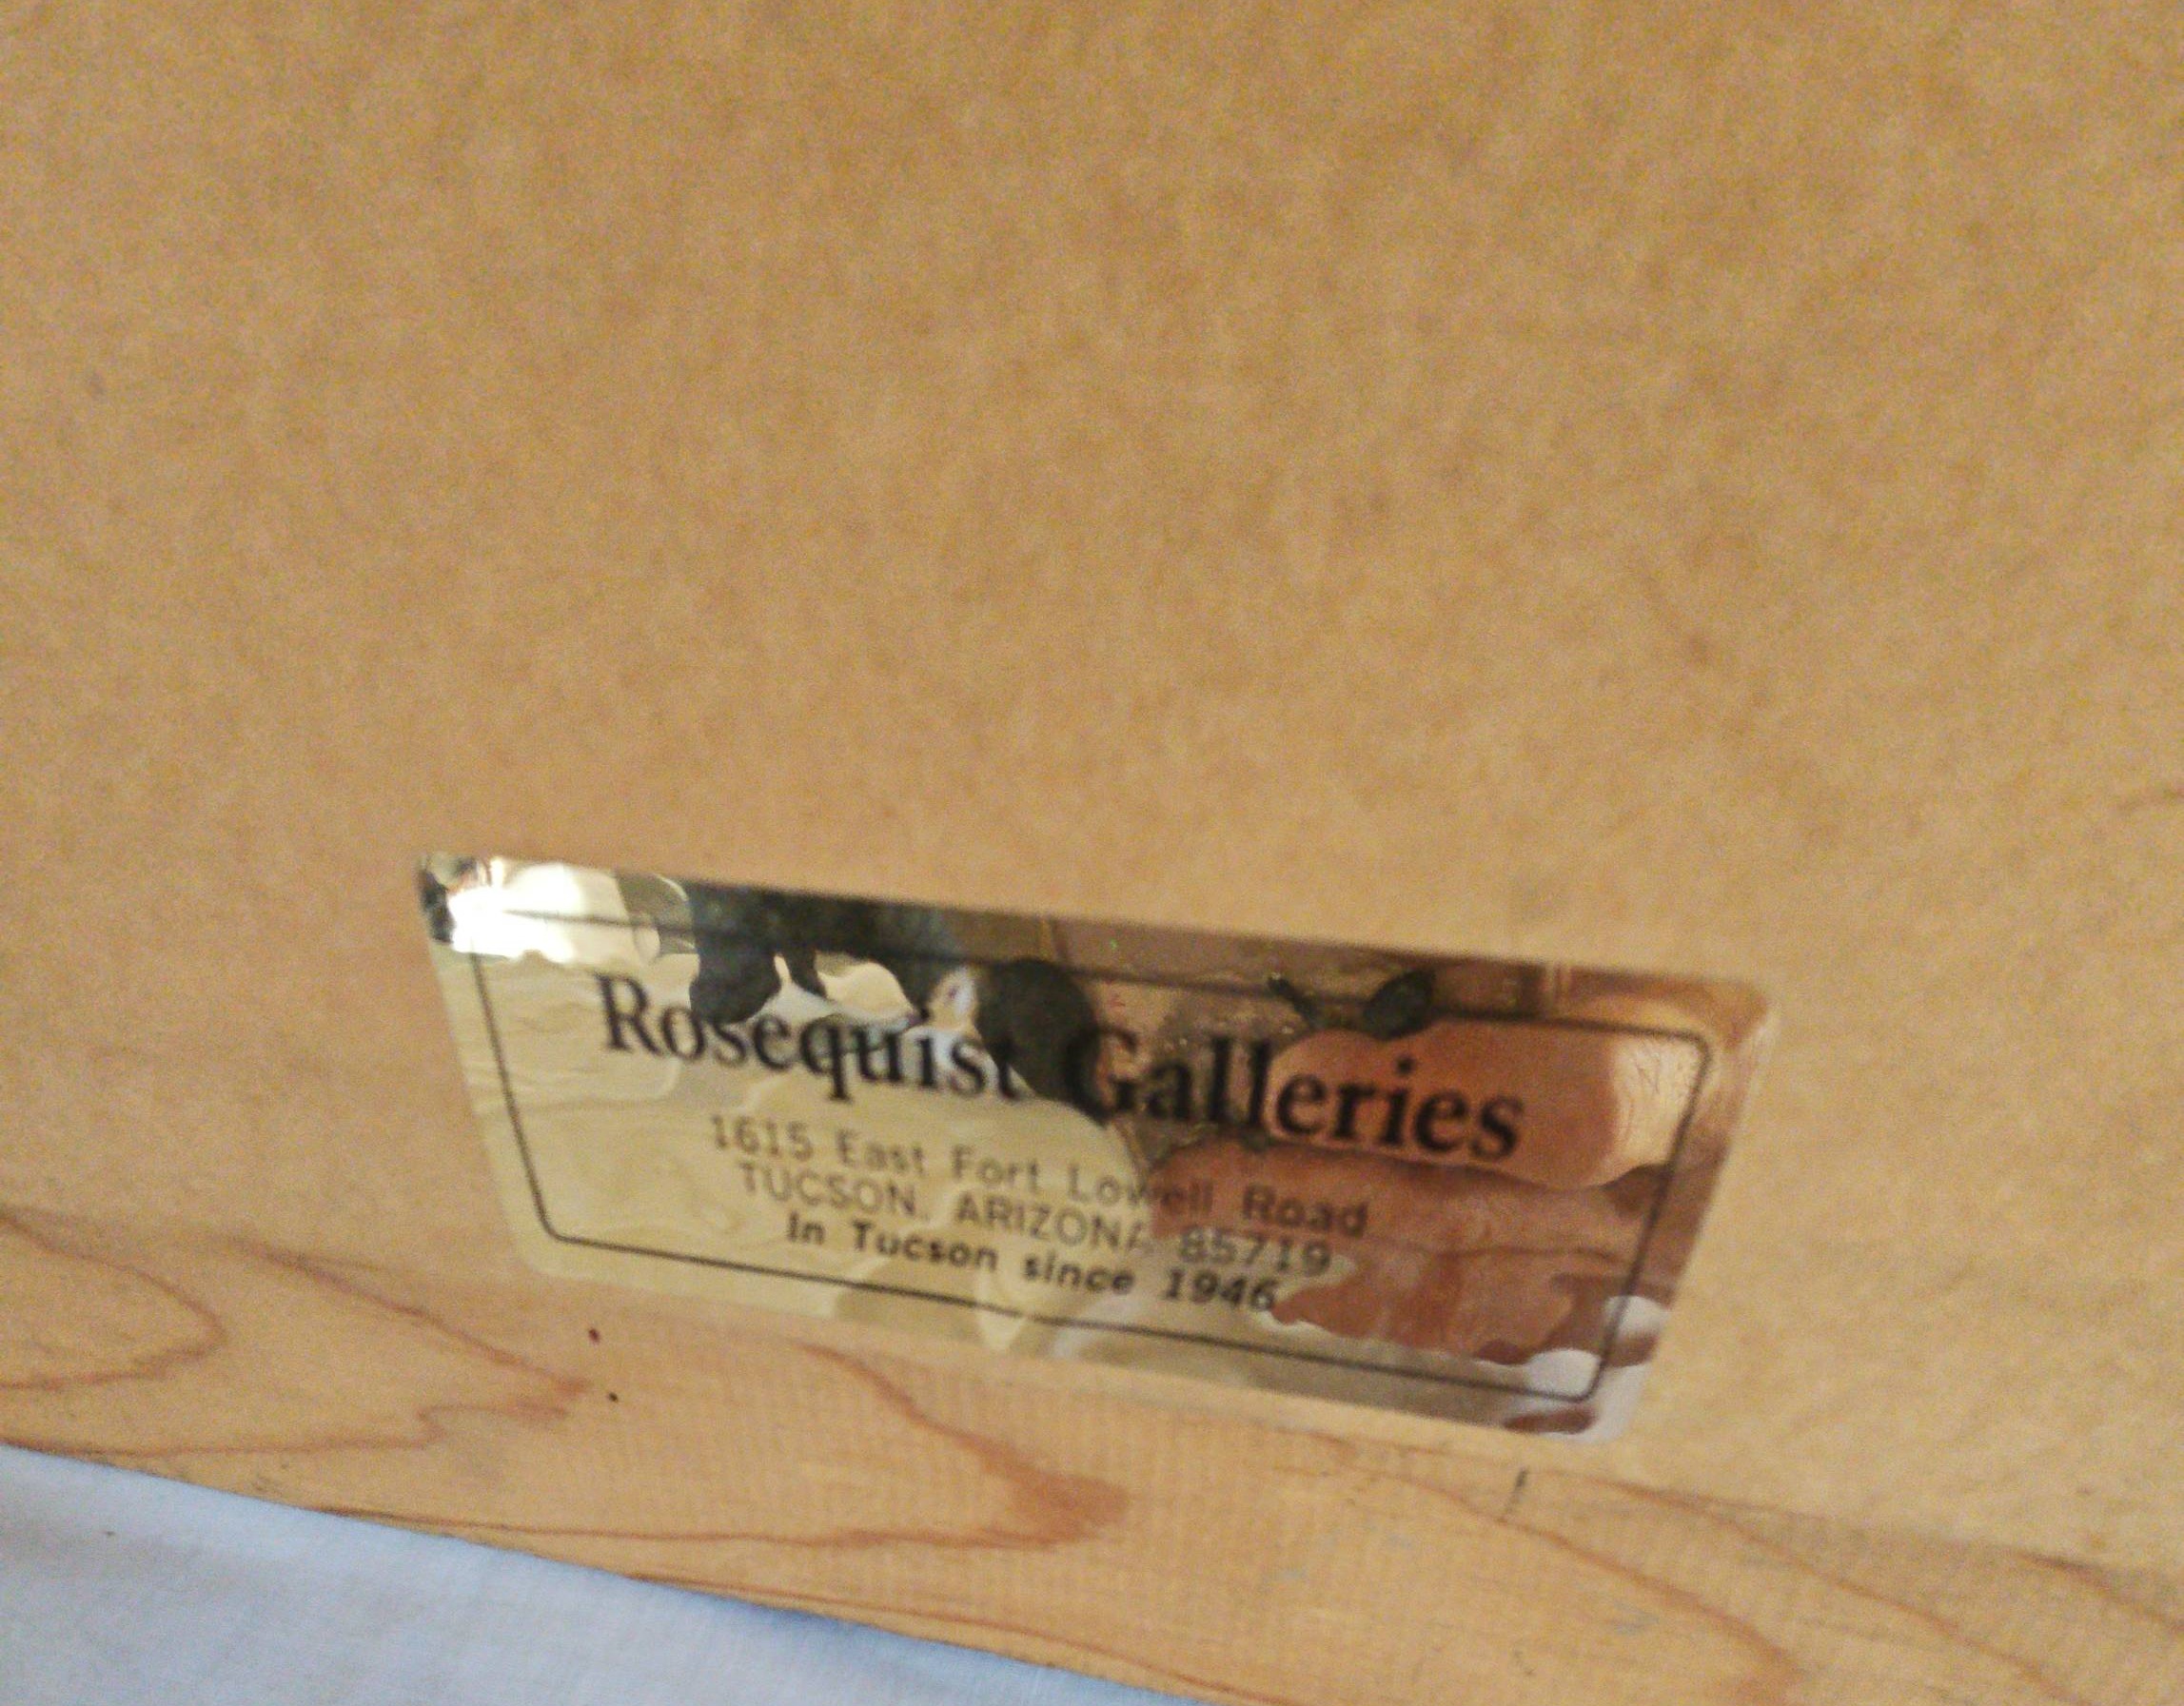 Rosequist Galleries
1615 East Fort Lowell Road
TUCSON, ARIZONA 85719
In Tucson since 1946